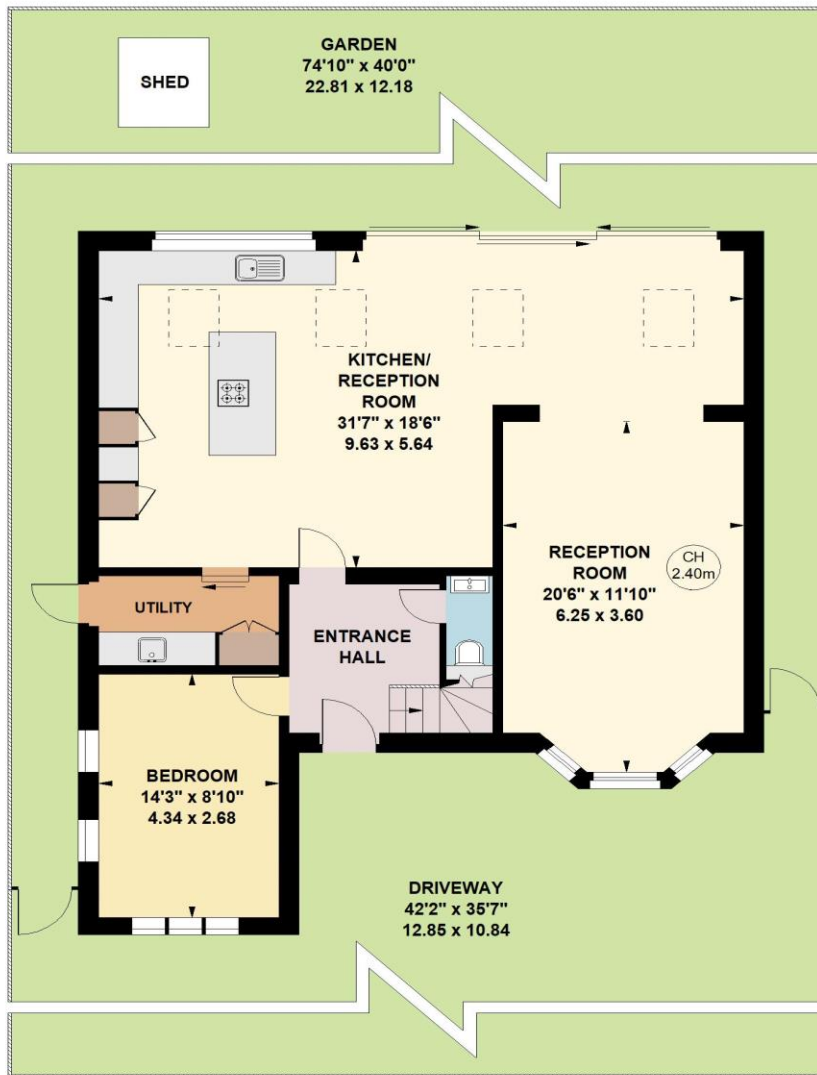 GARDEN
74'10" x 40'0"
22.81 x 12.18
SHED
KITCHEN/
RECEPTION
ROOM
31'7" x 18'6"
9.63 x 5.64
RECEPTION
ROOM
20'6" x 11'10"
6.25 x 3.60
CH
2.40m
UTILITY
ENTRANCE
HALL
BEDROOM
14'3" x 8'10"
4.34 x 2.68
DRIVEWAY
42'2" x 35'7"
12.85 x 10.84